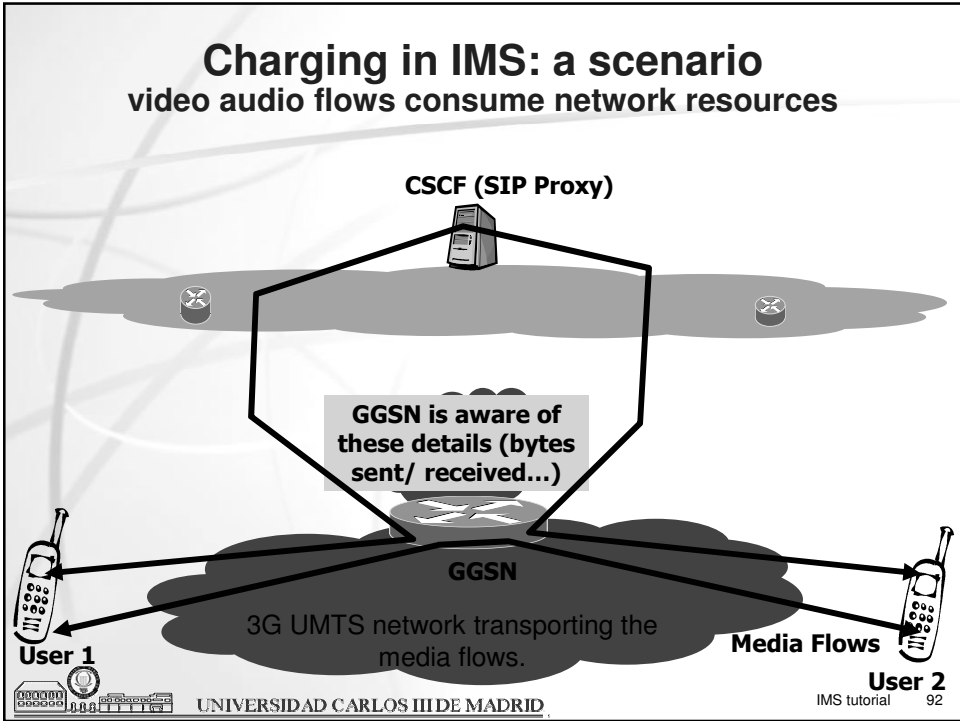 Charging in IMS: a scenario
video audio flows consume network resources
CSCF (SIP Proxy)
GGSN is aware of
these details (bytes
sent/ received...)
GGSN
3G UMTS network transporting the
media flows.
Media Flows
User 1
User 2
UNIVERSIDAD CARLOS III DE MADRID
IMS tutorial 92